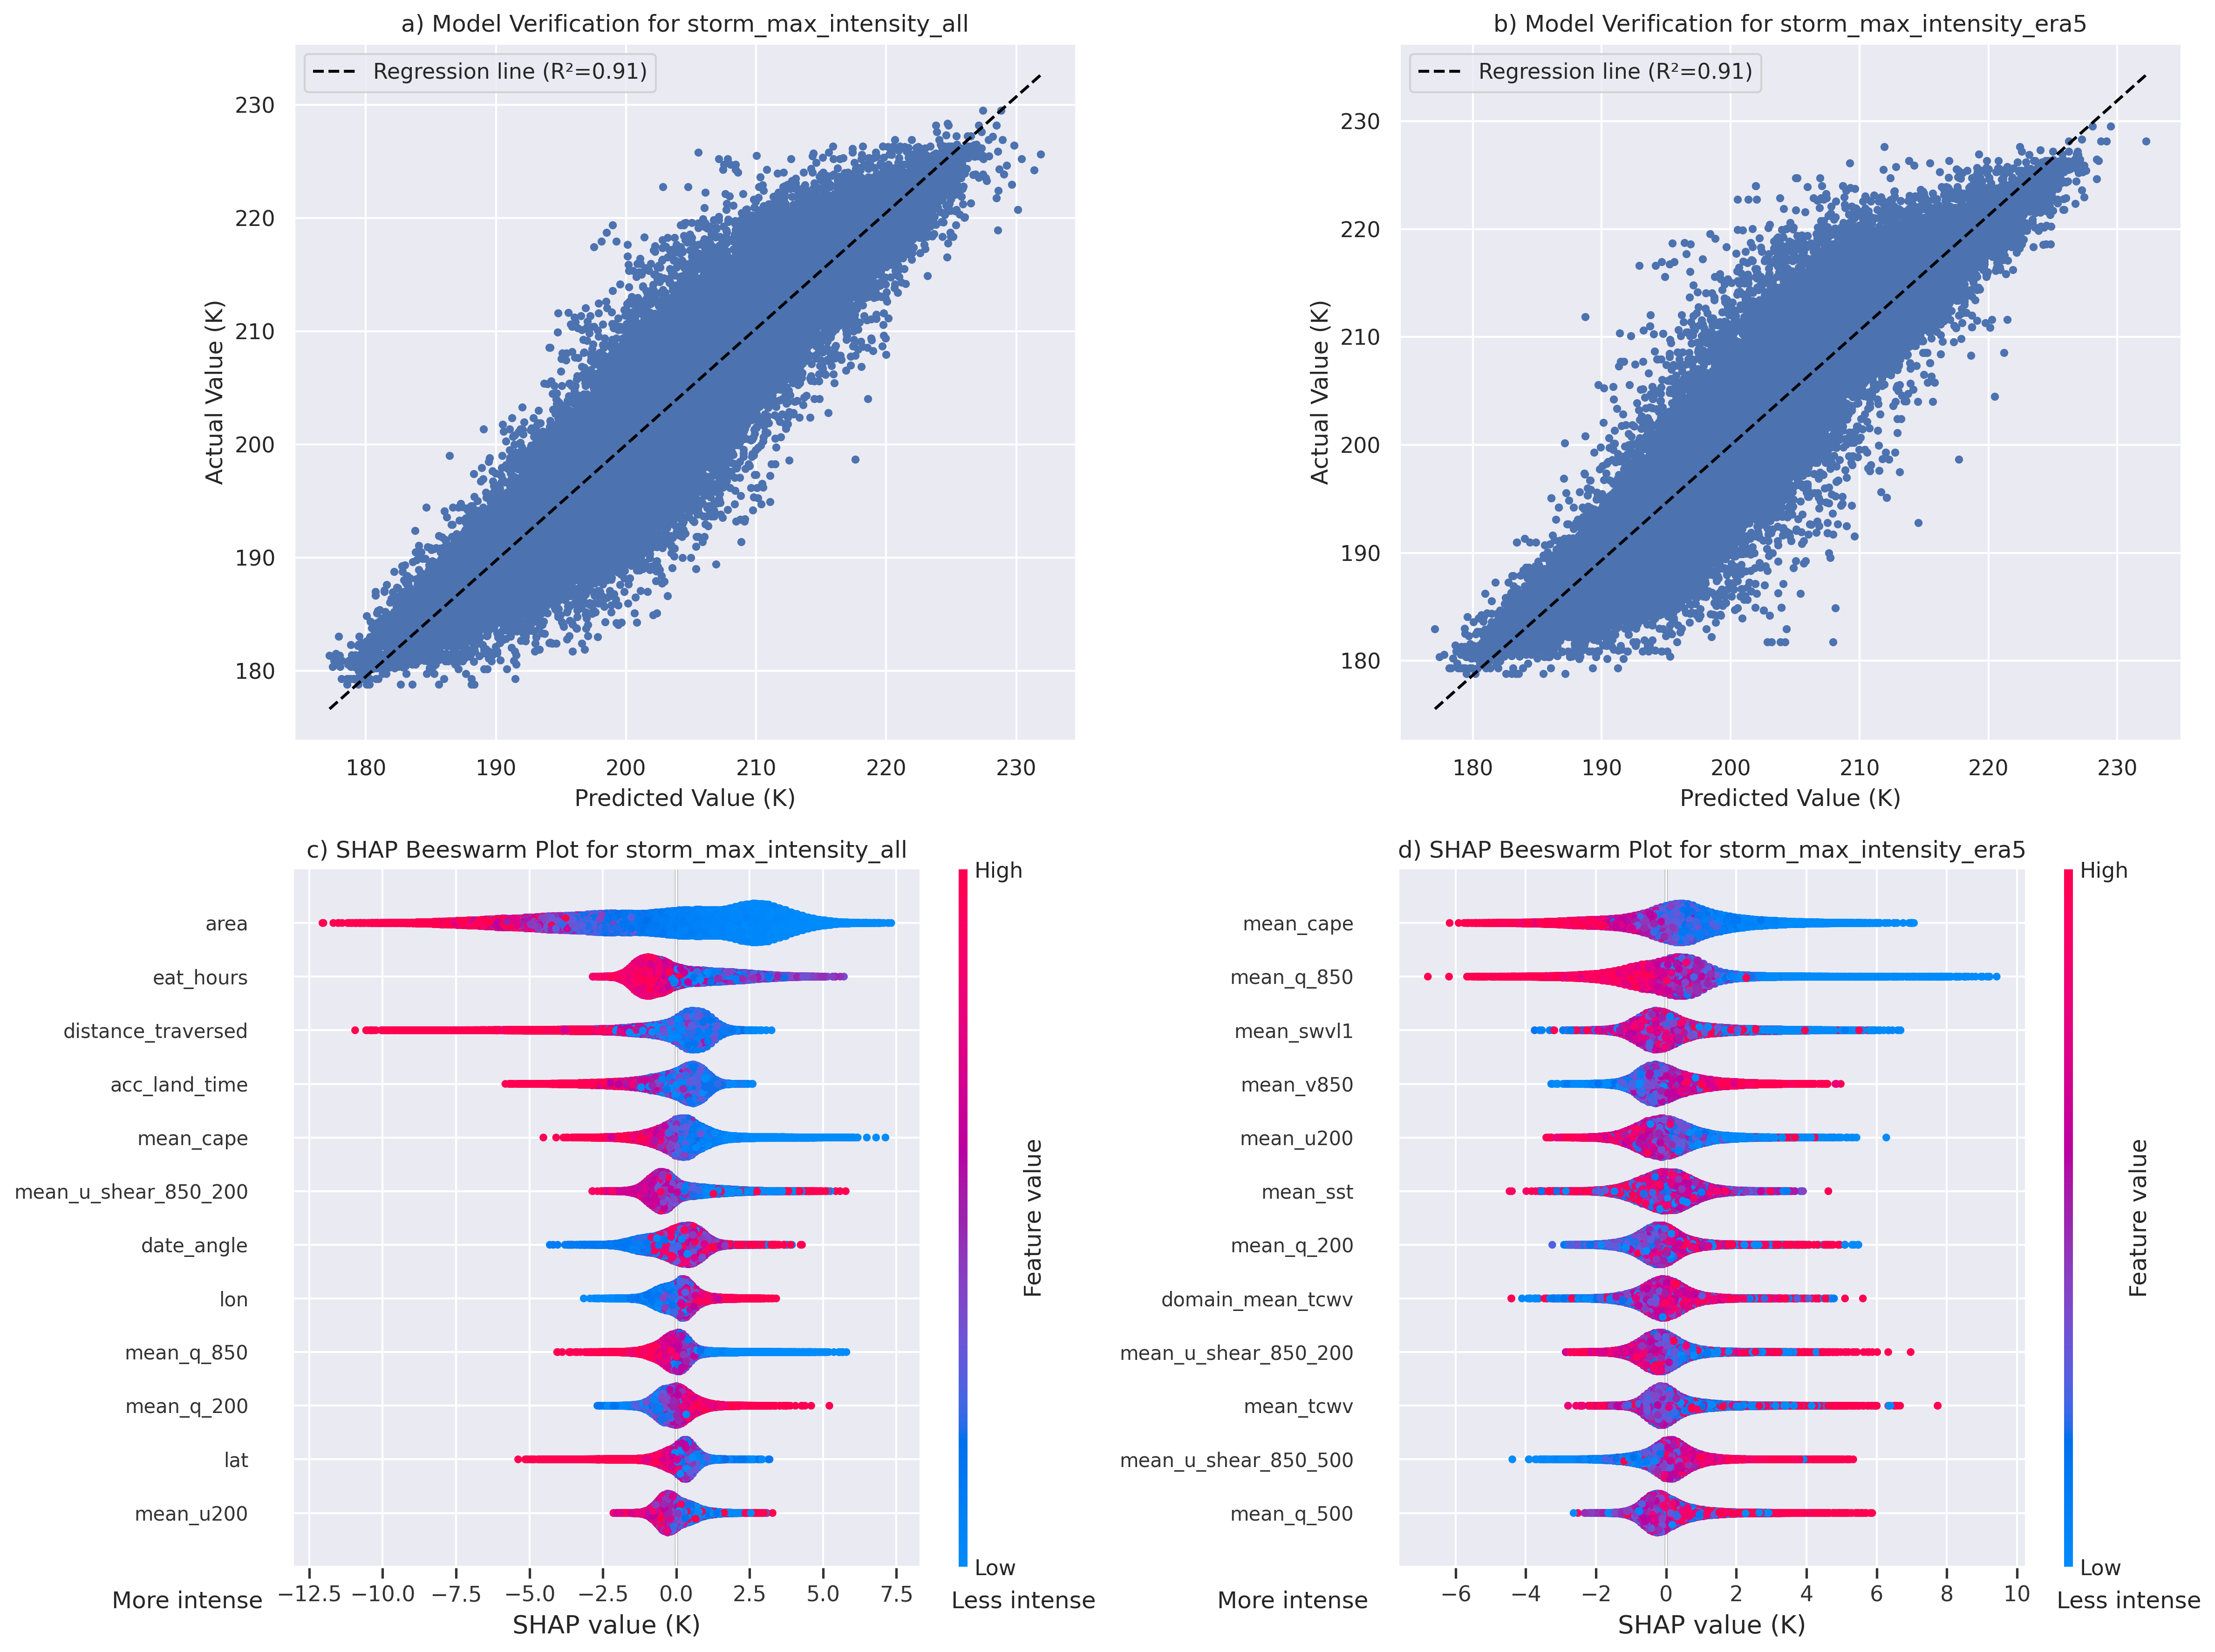 a) Model Verification for storm_max_intensity_all
Regression line (R²=0.91)
230
220
210
200
190
180
Actual Value (K)
180 190 200 210 220 230
Predicted Value (K)
b) Model Verification for storm_max_intensity_era5
Regression line (R²=0.91)
230
220
210
200
190
180
Actual Value (K)
180 190 200 210 220 230
Predicted Value (K)
c) SHAP Beeswarm Plot for storm_max_intensity_all
area
eat_hours
distance_traversed
acc_land_time
mean_cape
mean_u_shear_850_200
date_angle
lon
mean_q_850
mean_q_200
lat
mean_u200
−12.5 −10.0 −7.5 −5.0 −2.5 0.0 2.5 5.0 7.5
More intense
Less intense
SHAP value (K)
High
Feature value
Low
d) SHAP Beeswarm Plot for storm_max_intensity_era5
mean_cape
mean_q_850
mean_swvl1
mean_v850
mean_u200
mean_sst
mean_q_200
domain_mean_tcwv
mean_u_shear_850_200
mean_tcwv
mean_u_shear_850_500
mean_q_500
−6 −4 −2 0 2 4 6 8 10
More intense
Less intense
SHAP value (K)
High
Feature value
Low